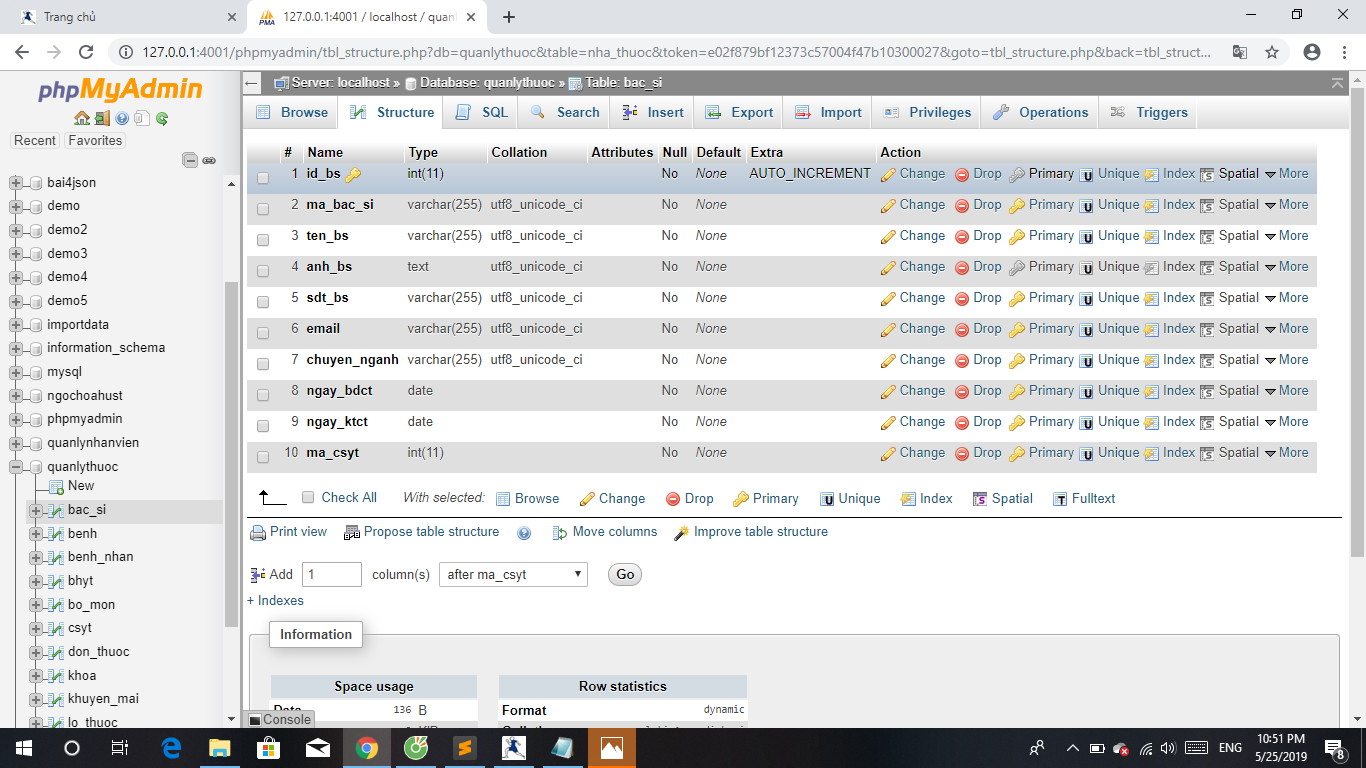 Trang chủ
127.0.0.1:4001 / localhost / quanl
127.0.0.1:4001/phpmyadmin/tbl_structure.php?db=quanlythuoc&table=nha_thuoc&token=e02f879bf12373c57004f47b10300027&goto=tbl_structure.php&back=tbl_struct...
phpMyAdmin
Recent Favorites
bai4json
demo
demo2
demo3
demo4
demo5
importdata
information_schema
mysql
ngochoahust
phpmyadmin
quanlynhanvien
quanlythuoc
New
bac_si
benh
benh_nhan
bhyt
bo_mon
csyt
don_thuoc
khoa
khuyen_mai
lo_thuoc
Server: localhost » Database: quanlythuoc » Table: bac_si
Browse Structure SQL Search Insert Export Import Privileges Operations Triggers
# Name Type Collation Attributes Null Default Extra Action
1 id_bs int(11) No None AUTO_INCREMENT Change Drop Primary Unique Index Spatial More
2 ma_bac_si varchar(255) utf8_unicode_ci No None Change Drop Primary Unique Index Spatial More
3 ten_bs varchar(255) utf8_unicode_ci No None Change Drop Primary Unique Index Spatial More
4 anh_bs text utf8_unicode_ci No None Change Drop Primary Unique Index Spatial More
5 sdt_bs varchar(255) utf8_unicode_ci No None Change Drop Primary Unique Index Spatial More
6 email varchar(255) utf8_unicode_ci No None Change Drop Primary Unique Index Spatial More
7 chuyen_nganh varchar(255) utf8_unicode_ci No None Change Drop Primary Unique Index Spatial More
8 ngay_bdct date No None Change Drop Primary Unique Index Spatial More
9 ngay_ktct date No None Change Drop Primary Unique Index Spatial More
10 ma_csyt int(11) No None Change Drop Primary Unique Index Spatial More
Check All With selected: Browse Change Drop Primary Unique Index Spatial Fulltext
Print view Propose table structure Move columns Improve table structure
Add 1 column(s) after ma_csyt Go
+ Indexes
Information
Space usage Row statistics
136 B Format dynamic
Console
ENG 10:51 PM
5/25/2019
8